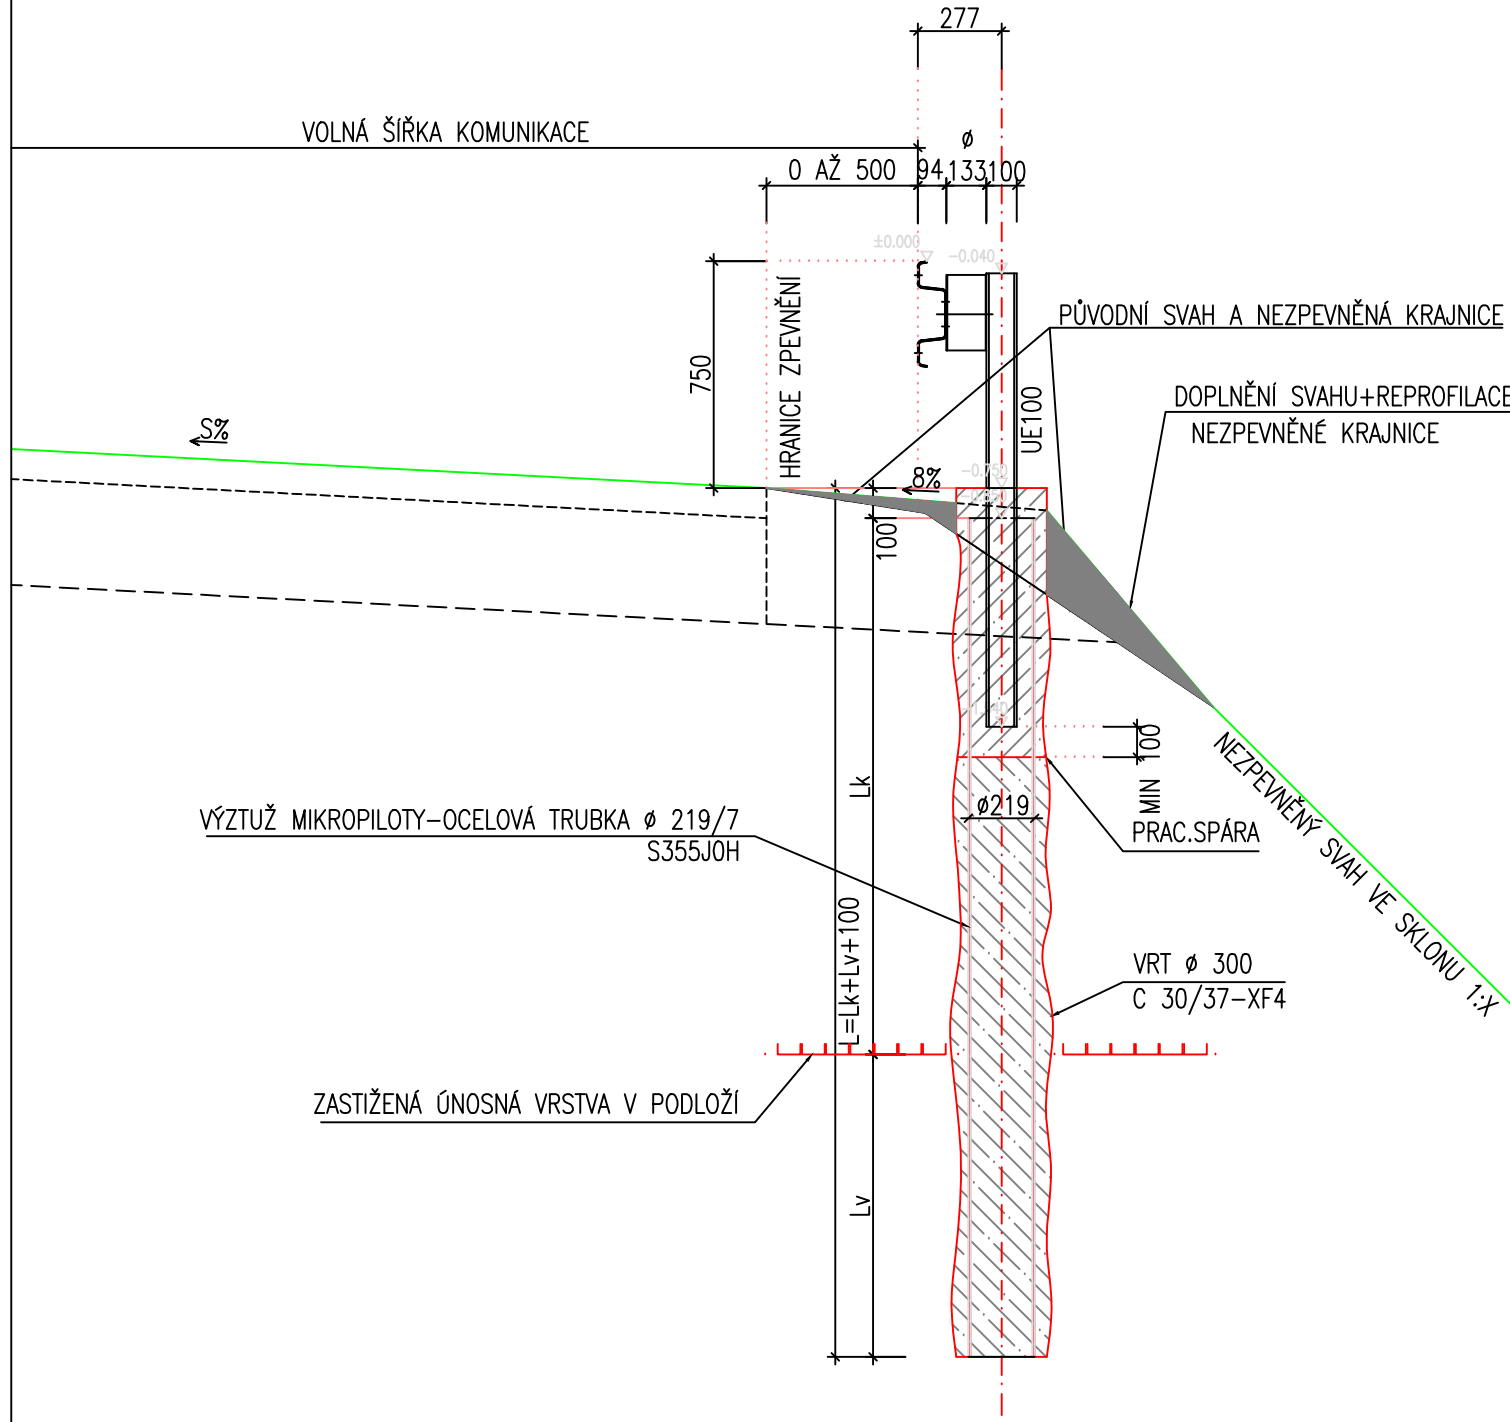 277
VOLNÁ ŠÍŘKA KOMUNIKACE
ø
0 AŽ 500
94
133
100
±0.000
-0.040
HRANICE ZPEVNĚNÍ
750
PŮVODNÍ SVAH A NEZPEVNĚNÁ KRAJNICE
DOPLNĚNÍ SVAHU+REPROFILACE
NEZPEVNĚNÉ KRAJNICE
UE100
S%
8%
-0.750
100
MIN 100
NEZPEVNĚNÝ SVAH VE SKLONU 1:X
Lk
ø219
PRAC.SPÁRA
VÝZTUŽ MIKROPILOTY-OCELOVÁ TRUBKA ø 219/7
S355J0H
L=Lk+Lv+100
VRT ø 300
C 30/37-XF4
ZASTIŽENÁ ÚNOSNÁ VRSTVA V PODLOŽÍ
Lv